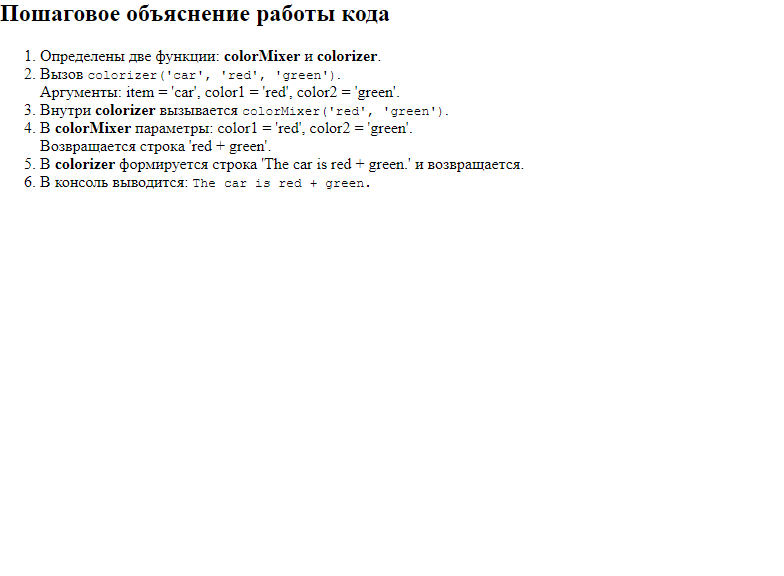 Пошаговое объяснение работы кода
1. Определены две функции: colorMixer и colorizer.
2. Вызов colorizer('car', 'red', 'green').
Аргументы: item = 'car', color1 = 'red', color2 = 'green'.
3. Внутри colorizer вызывается colorMixer('red', 'green').
4. В colorMixer параметры: color1 = 'red', color2 = 'green'.
Возвращается строка 'red + green'.
5. В colorizer формируется строка 'The car is red + green.' и возвращается.
6. В консоль выводится: The car is red + green.